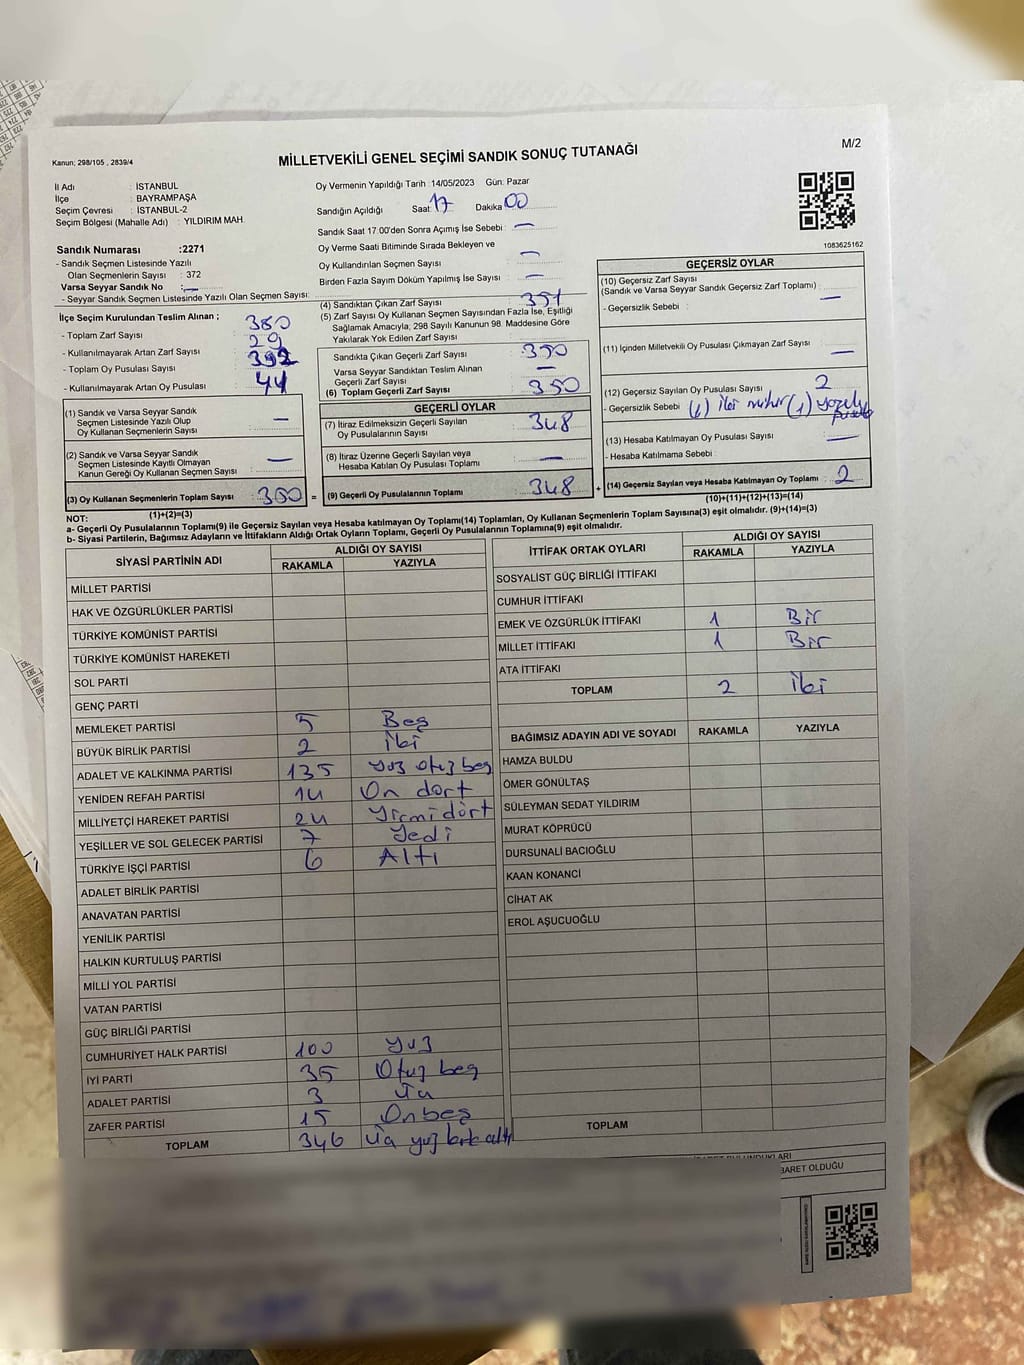 Kanun; 298/105 , 2839/4
MİLLETVEKİLİ GENEL SEÇİMİ SANDIK SONUÇ TUTANAĞI
M/2
İl Adı : İSTANBUL
İlçe : BAYRAMPAŞA
Seçim Çevresi : İSTANBUL-2
Seçim Bölgesi (Mahalle Adı) : YILDIRIM MAH.
Sandık Numarası :2271
- Sandık Seçmen Listesinde Yazılı
Olan Seçmenlerin Sayısı : 372
Varsa Seyyar Sandık No : —
- Seyyar Sandık Seçmen Listesinde Yazılı Olan Seçmen Sayısı:
Oy Vermenin Yapıldığı Tarih :14/05/2023 Gün: Pazar
Sandığın Açıldığı Saat: 17 Dakika 00
Sandık Saat 17:00'den Sonra Açımış İse Sebebi : —
Oy Verme Saati Bitiminde Sırada Bekleyen ve
Oy Kullandırılan Seçmen Sayısı —
Birden Fazla Sayım Döküm Yapılmış İse Sayısı : —
1083625162
İlçe Seçim Kurulundan Teslim Alınan ;
- Toplam Zarf Sayısı : 380
- Kullanılmayarak Artan Zarf Sayısı : 29
- Toplam Oy Pusulası Sayısı : 392
- Kullanılmayarak Artan Oy Pusulası : 44
(1) Sandık ve Varsa Seyyar Sandık
Seçmen Listesinde Yazılı Olup
Oy Kullanan Seçmenlerin Sayısı : —
(2) Sandık ve Varsa Seyyar Sandık
Seçmen Listesinde Kayıtlı Olmayan
Kanun Gereği Oy Kullanan Seçmen Sayısı : —
(3) Oy Kullanan Seçmenlerin Toplam Sayısı : 350 =
(1)+(2)=(3)
(4) Sandıktan Çıkan Zarf Sayısı : 351
(5) Zarf Sayısı Oy Kullanan Seçmen Sayısından Fazla İse, Eşitliği
Sağlamak Amacıyla, 298 Sayılı Kanunun 98. Maddesine Göre
Yakılarak Yok Edilen Zarf Sayısı :
Sandıkta Çıkan Geçerli Zarf Sayısı : 350
Varsa Seyyar Sandıktan Teslim Alınan
Geçerli Zarf Sayısı : —
(6) Toplam Geçerli Zarf Sayısı : 350
GEÇERLİ OYLAR
(7) İtiraz Edilmeksizin Geçerli Sayılan
Oy Pusulalarının Sayısı : 348
(8) İtiraz Üzerine Geçerli Sayılan veya
Hesaba Katılan Oy Pusulası Toplamı : —
(9) Geçerli Oy Pusulalarının Toplamı : 348 +
GEÇERSİZ OYLAR
(10) Geçersiz Zarf Sayısı
(Sandık ve Varsa Seyyar Sandık Geçersiz Zarf Toplamı) : —
- Geçersizlik Sebebi :
(11) İçinden Milletvekili Oy Pusulası Çıkmayan Zarf Sayısı : —
(12) Geçersiz Sayılan Oy Pusulası Sayısı : 2
- Geçersizlik Sebebi iki mühür (1) yazılı
(13) Hesaba Katılmayan Oy Pusulası Sayısı : —
- Hesaba Katılmama Sebebi :
(14) Geçersiz Sayılan veya Hesaba Katılmayan Oy Toplamı : 2
(10)+(11)+(12)+(13)=(14)
NOT:
a- Geçerli Oy Pusulalarının Toplamı(9) ile Geçersiz Sayılan veya Hesaba katılmayan Oy Toplamı(14) Toplamları, Oy Kullanan Seçmenlerin Toplam Sayısına(3) eşit olmalıdır. (9)+(14)=(3)
b- Siyasi Partilerin, Bağımsız Adayların ve İttifakların Aldığı Ortak Oyların Toplamı, Geçerli Oy Pusulalarının Toplamına(9) eşit olmalıdır.
SİYASİ PARTİNİN ADI
ALDIĞI OY SAYISI
RAKAMLA YAZIYLA
MİLLET PARTİSİ
HAK VE ÖZGÜRLÜKLER PARTİSİ
TÜRKİYE KOMÜNİST PARTİSİ
TÜRKİYE KOMÜNİST HAREKETİ
SOL PARTİ
GENÇ PARTİ
MEMLEKET PARTİSİ 5 Beş
BÜYÜK BİRLİK PARTİSİ 2 iki
ADALET VE KALKINMA PARTİSİ 135 yuz otuz beş
YENİDEN REFAH PARTİSİ 14 On dört
MİLLİYETÇİ HAREKET PARTİSİ 24 Yirmi dört
YEŞİLLER VE SOL GELECEK PARTİSİ 7 Yedi
TÜRKİYE İŞÇİ PARTİSİ 6 Altı
ADALET BİRLİK PARTİSİ
ANAVATAN PARTİSİ
YENİLİK PARTİSİ
HALKIN KURTULUŞ PARTİSİ
MİLLİ YOL PARTİSİ
VATAN PARTİSİ
GÜÇ BİRLİĞİ PARTİSİ
CUMHURİYET HALK PARTİSİ 100 yuz
İYİ PARTİ 35 Otuz beş
ADALET PARTİSİ 3 üç
ZAFER PARTİSİ 15 Onbeş
TOPLAM 346 üç yuz kırk altı
İTTİFAK ORTAK OYLARI
ALDIĞI OY SAYISI
RAKAMLA YAZIYLA
SOSYALIST GÜÇ BİRLİĞİ İTTİFAKI
CUMHUR İTTİFAKI
EMEK VE ÖZGÜRLÜK İTTİFAKI 1 Bir
MİLLET İTTİFAKI 1 Bir
ATA İTTİFAKI
TOPLAM 2 iki
BAĞIMSIZ ADAYIN ADI VE SOYADI RAKAMLA YAZIYLA
HAMZA BULDU
ÖMER GÖNÜLTAŞ
SÜLEYMAN SEDAT YILDIRIM
MURAT KÖPRÜCÜ
DURSUNALİ BACIOĞLU
KAAN KONANCİ
CİHAT AK
EROL AŞUCUOĞLU
TOPLAM
BARET OLDUĞU